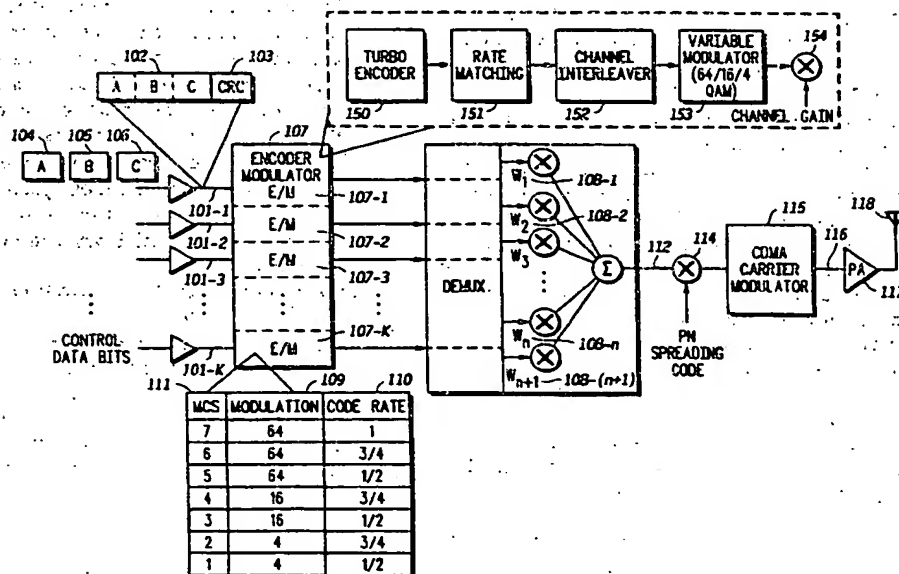 102 103
A B C CRC
104 105 106
A B C
107
ENCODER
MODULATOR
E/M 107-1
E/M 107-2
E/M 107-3
E/M 107-K
101-1
101-2
101-3
101-K
CONTROL
DATA BITS
TURBO
ENCODER
150
RATE
MATCHING
151
CHANNEL
INTERLEAVER
152
VARIABLE
MODULATOR
(64/16/4
QAM)
153
154
CHANNEL GAIN
DEMUX
W1 108-1
W2 108-2
W3
Wn 108-n
Wn+1 108-(n+1)
Σ
112
114
PN
SPREADING
CODE
115
CDMA
CARRIER
MODULATOR
116
PA
117
118
111 109 110
MCS MODULATION CODE RATE
7 64 1
6 64 3/4
5 64 1/2
4 16 3/4
3 16 1/2
2 4 3/4
1 4 1/2